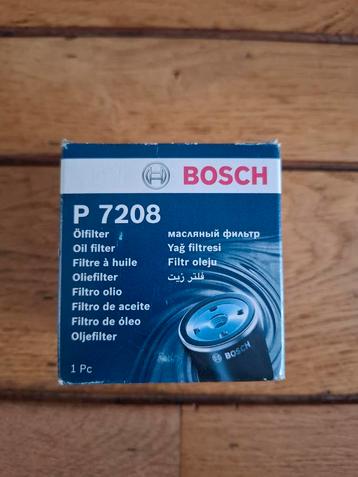 BOSCH
P 7208
Ölfilter
Oil filter
Filtre à huile
Oliefilter
Filtro olio
Filtro de aceite
Filtro de óleo
Oljefilter
масляный фильтр
Yağ filtresi
Filtr oleju
فلتر زيت
BOSCH
1 Pc